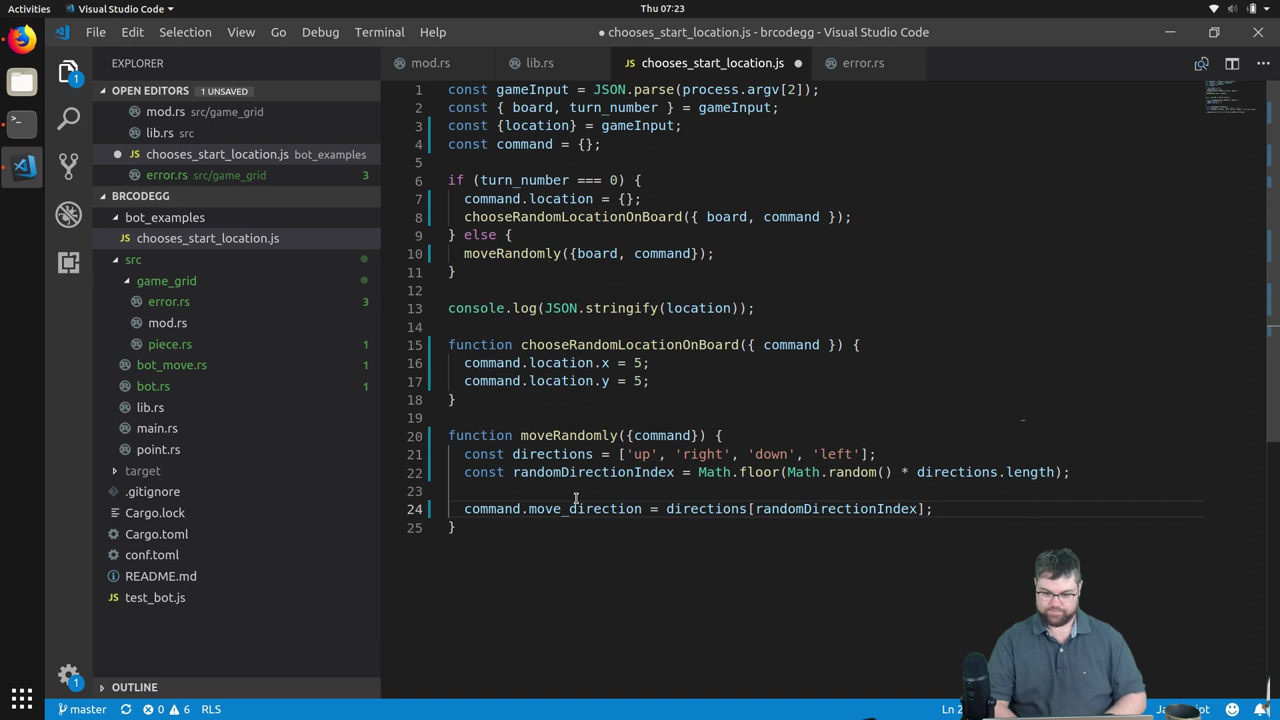 Activities
Visual Studio Code
Thu 07:23
File Edit Selection View Go Debug Terminal Help
● chooses_start_location.js - brcodegg - Visual Studio Code
EXPLORER
mod.rs
lib.rs
JS chooses_start_location.js
error.rs
OPEN EDITORS 1 UNSAVED
mod.rs src/game_grid
lib.rs src
JS chooses_start_location.js bot_examples
error.rs src/game_grid 3
BRCODEGG
bot_examples
JS chooses_start_location.js
src
game_grid
error.rs 3
mod.rs
piece.rs 1
bot_move.rs 1
bot.rs 1
lib.rs
main.rs
point.rs
target
.gitignore
Cargo.lock
Cargo.toml
conf.toml
README.md
JS test_bot.js
OUTLINE
1
1
1 const gameInput = JSON.parse(process.argv[2]);
2 const { board, turn_number } = gameInput;
3 const {location} = gameInput;
4 const command = {};
5
6 if (turn_number === 0) {
7 command.location = {};
8 chooseRandomLocationOnBoard({ board, command });
9 } else {
10 moveRandomly({board, command});
11 }
12
13 console.log(JSON.stringify(location));
14
15 function chooseRandomLocationOnBoard({ command }) {
16 command.location.x = 5;
17 command.location.y = 5;
18 }
19
20 function moveRandomly({command}) {
21 const directions = ['up', 'right', 'down', 'left'];
22 const randomDirectionIndex = Math.floor(Math.random() * directions.length);
23
24 command.move_direction = directions[randomDirectionIndex];
25 }
master 0 6 RLS